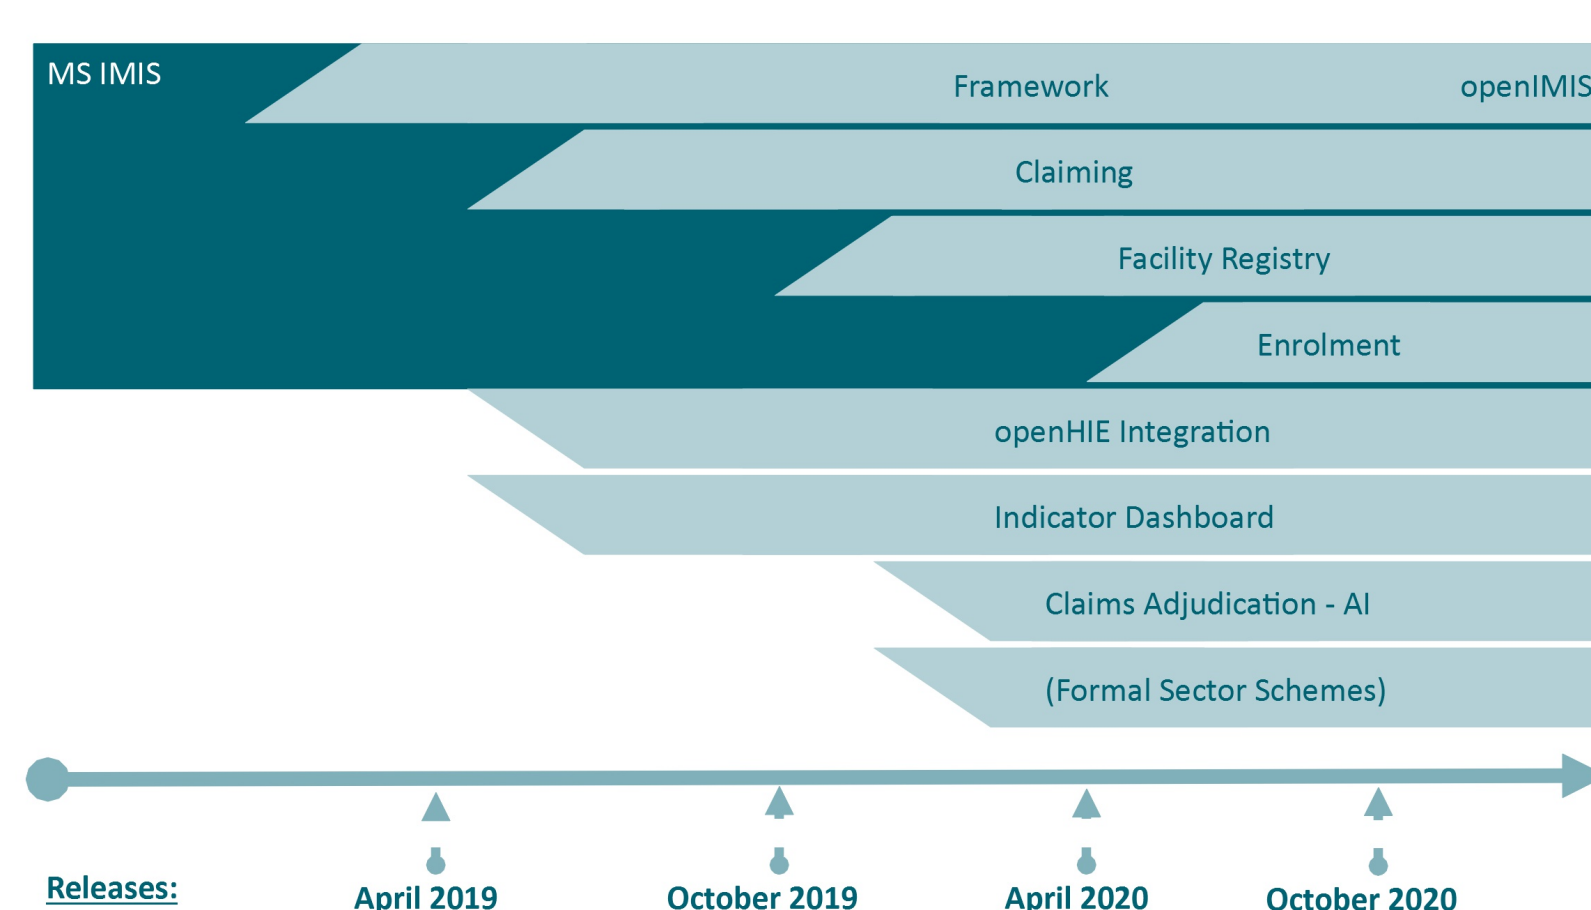 MS IMIS
Framework openIMIS
Claiming
Facility Registry
Enrolment
openHIE Integration
Indicator Dashboard
Claims Adjudication - AI
(Formal Sector Schemes)
Releases: April 2019 October 2019 April 2020 October 2020